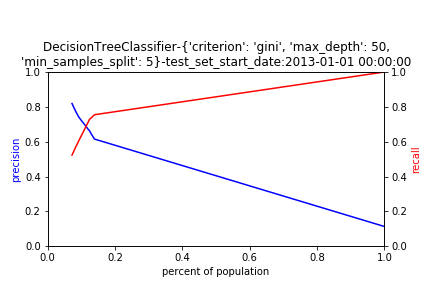 DecisionTreeClassifier-{'criterion': 'gini', 'max_depth': 50,
'min_samples_split': 5}-test_set_start_date:2013-01-01 00:00:00
1.0
0.8
0.6
0.4
0.2
0.0
precision
1.0
0.8
0.6
0.4
0.2
0.0
recall
0.0 0.2 0.4 0.6 0.8 1.0
percent of population